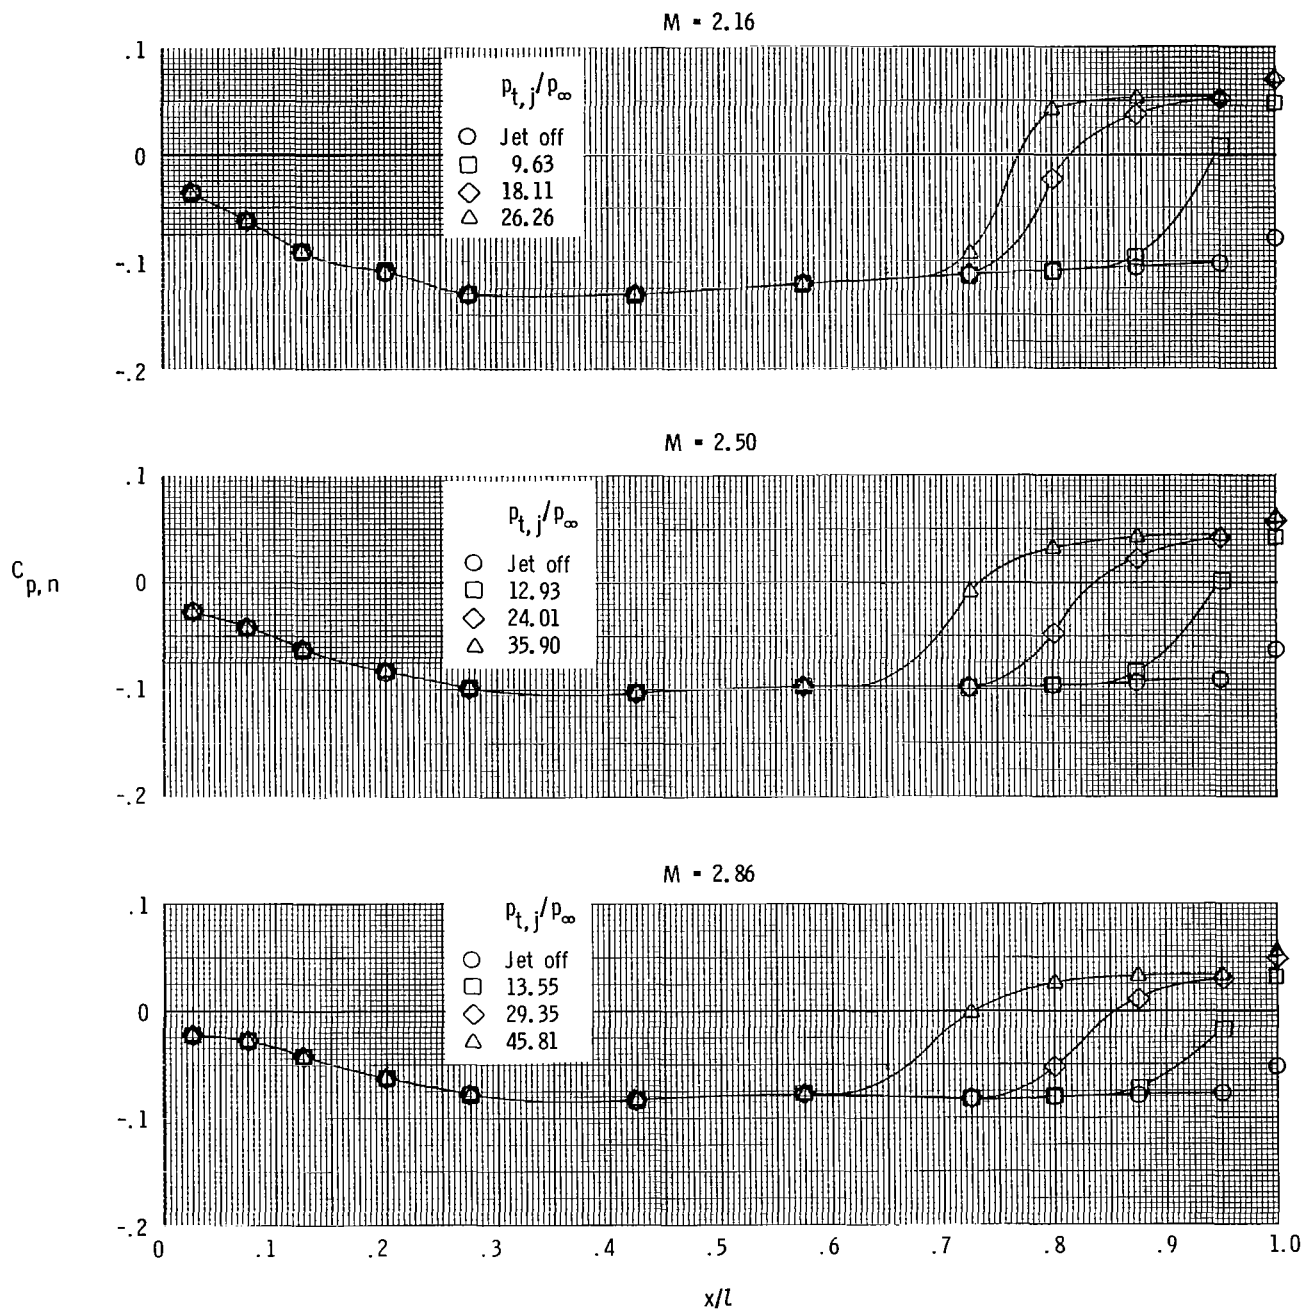 M = 2.16
.1
0
-.1
-.2
p_t,j/p_∞
Jet off
9.63
18.11
26.26
M = 2.50
.1
0
-.1
-.2
p_t,j/p_∞
Jet off
12.93
24.01
35.90
C_p,n
M = 2.86
.1
0
-.1
-.2
p_t,j/p_∞
Jet off
13.55
29.35
45.81
0 .1 .2 .3 .4 .5 .6 .7 .8 .9 1.0
x/l